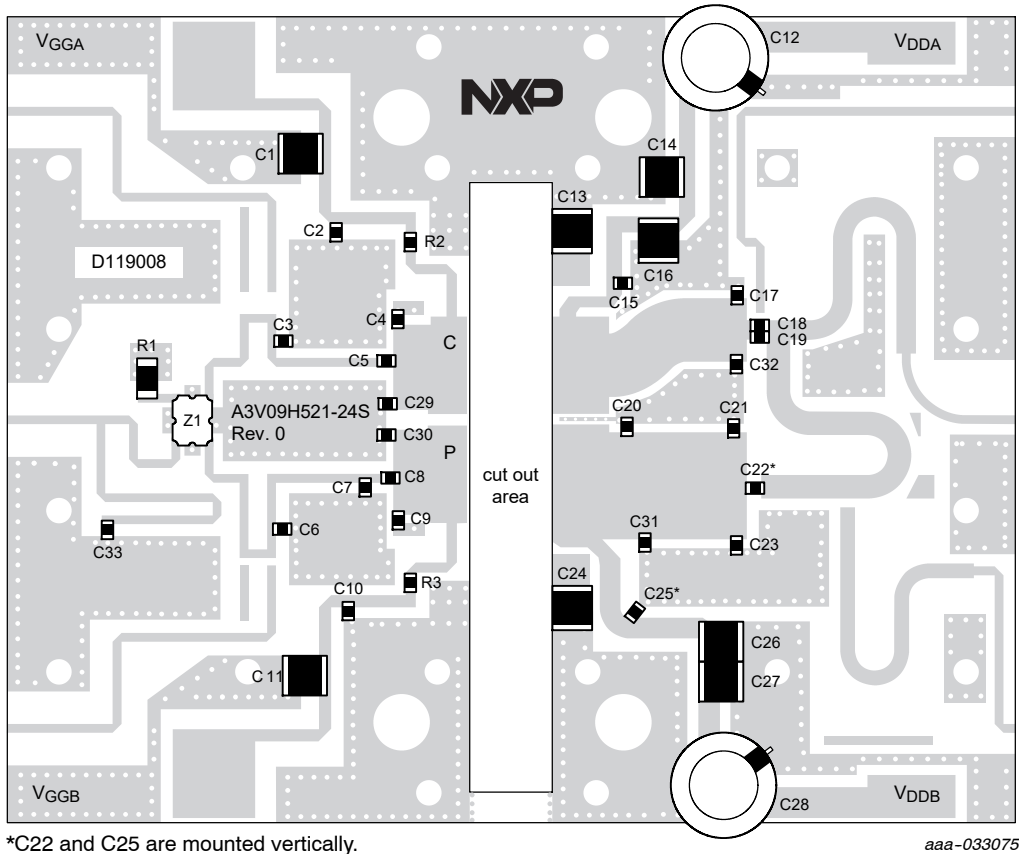 VGGA
C12
VDDA
NXP
C1
C14
C13
C2
R2
D119008
C16
C15
C17
C4
C3
C18
C19
R1
C
C5
C32
C29
A3V09H521-24S
Rev. 0
Z1
C20
C21
C30
P
C8
C7
cut out
area
C22*
C9
C6
C31
C23
C33
R3
C10
C24
C25*
C26
C11
C27
VGGB
C28
VDDB
*C22 and C25 are mounted vertically.
aaa-033075